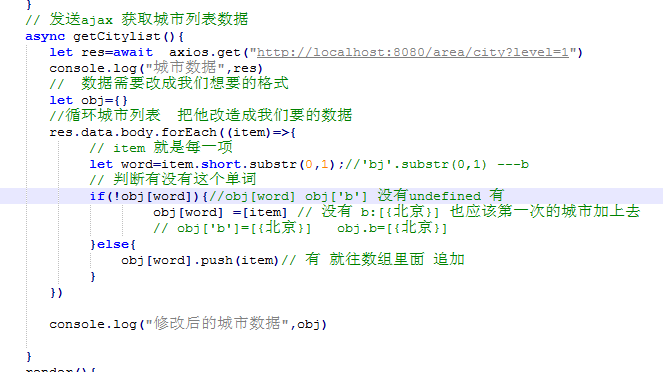 }
// 发送ajax 获取城市列表数据
async getCitylist(){
let res=await  axios.get("http://localhost:8080/area/city?level=1")
console.log("城市数据",res)
//  数据需要改成我们想要的格式
let obj={}
//循环城市列表  把他改造成我们要的数据
res.data.body.forEach((item)=>{
// item 就是每一项
let word=item.short.substr(0,1);//'bj'.substr(0,1) ---b
// 判断有没有这个单词
if(!obj[word]){//obj[word] obj['b'] 没有undefined 有
obj[word] =[item] // 没有 b:[{北京}] 也应该第一次的城市加上去
// obj['b']=[{北京}]   obj.b=[{北京}]
}else{
obj[word].push(item)// 有 就往数组里面 追加
}
})
console.log("修改后的城市数据",obj)
}
render(){